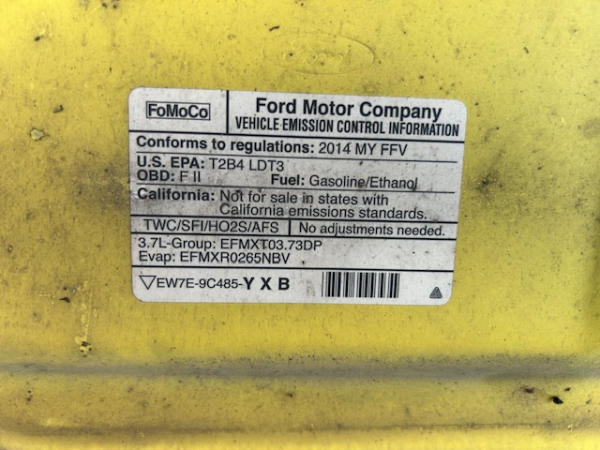 FoMoCo
Ford Motor Company
VEHICLE EMISSION CONTROL INFORMATION
Conforms to regulations: 2014 MY FFV
U.S. EPA: T2B4 LDT3
OBD: F II Fuel: Gasoline/Ethanol
California: Not for sale in states with
California emissions standards.
TWC/SFI/HO2S/AFS No adjustments needed.
3.7L-Group: EFMXT03.73DP
Evap: EFMXR0265NBV
EW7E-9C485-Y X B